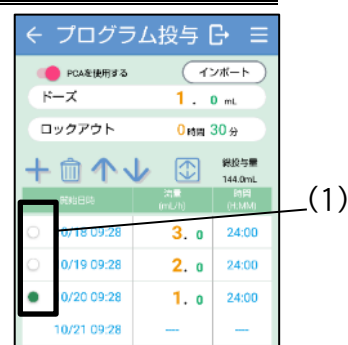 プログラム投与
PCAを使用する インポート
ドーズ 1.0 mL
ロックアウト 0時間 30分
総投与量
144.0mL
開始日時 流量 (mL/h) 時間 (H:MM)
0/18 09:28 3.0 24:00
0/19 09:28 2.0 24:00
0/20 09:28 1.0 24:00
10/21 09:28 ---- ----
(1)